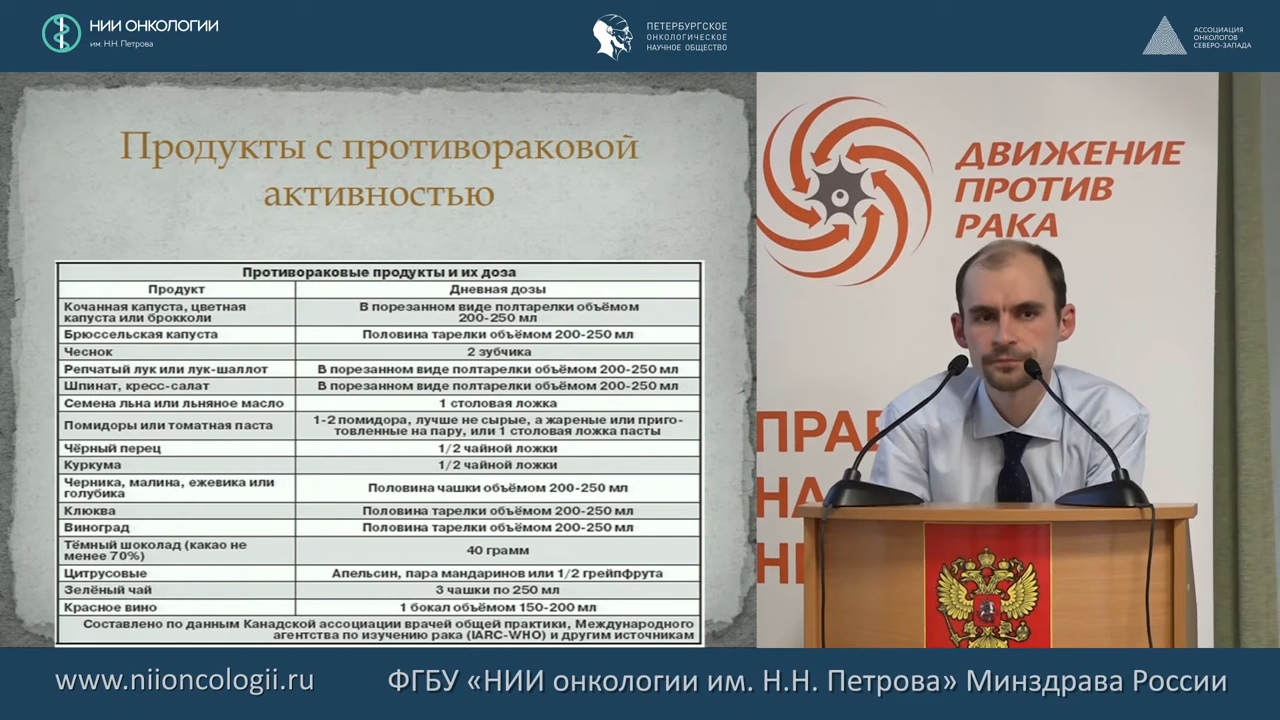 НИИ ОНКОЛОГИИ
им. Н.Н. Петрова
ПЕТЕРБУРГСКОЕ
ОНКОЛОГИЧЕСКОЕ
НАУЧНОЕ ОБЩЕСТВО
АССОЦИАЦИЯ
ОНКОЛОГОВ
СЕВЕРО-ЗАПАДА
Продукты с противораковой
активностью
Противораковые продукты и их доза
Продукт Дневная дозы
Кочанная капуста, цветная
капуста или брокколи
В порезанном виде полтарелки объёмом
200-250 мл
Брюссельская капуста Половина тарелки объёмом 200-250 мл
Чеснок 2 зубчика
Репчатый лук или лук-шаллот В порезанном виде полтарелки объёмом 200-250 мл
Шпинат, кресс-салат В порезанном виде полтарелки объёмом 200-250 мл
Семена льна или льняное масло 1 столовая ложка
Помидоры или томатная паста
1-2 помидора, лучше не сырые, а жареные или приго-
товленные на пару, или 1 столовая ложка пасты
Чёрный перец 1/2 чайной ложки
Куркума 1/2 чайной ложки
Черника, малина, ежевика или
голубика
Половина чашки объёмом 200-250 мл
Клюква Половина тарелки объёмом 200-250 мл
Виноград Половина тарелки объёмом 200-250 мл
Тёмный шоколад (какао не
менее 70%)
40 грамм
Цитрусовые Апельсин, пара мандаринов или 1/2 грейпфрута
Зелёный чай 3 чашки по 250 мл
Красное вино 1 бокал объёмом 150-200 мл
Составлено по данным Канадской ассоциации врачей общей практики, Международного
агентства по изучению рака (IARC-WHO) и другим источникам
ДВИЖЕНИЕ
ПРОТИВ
РАКА
ПРАВ
НА
www.niioncologii.ru ФГБУ «НИИ онкологии им. Н.Н. Петрова» Минздрава России